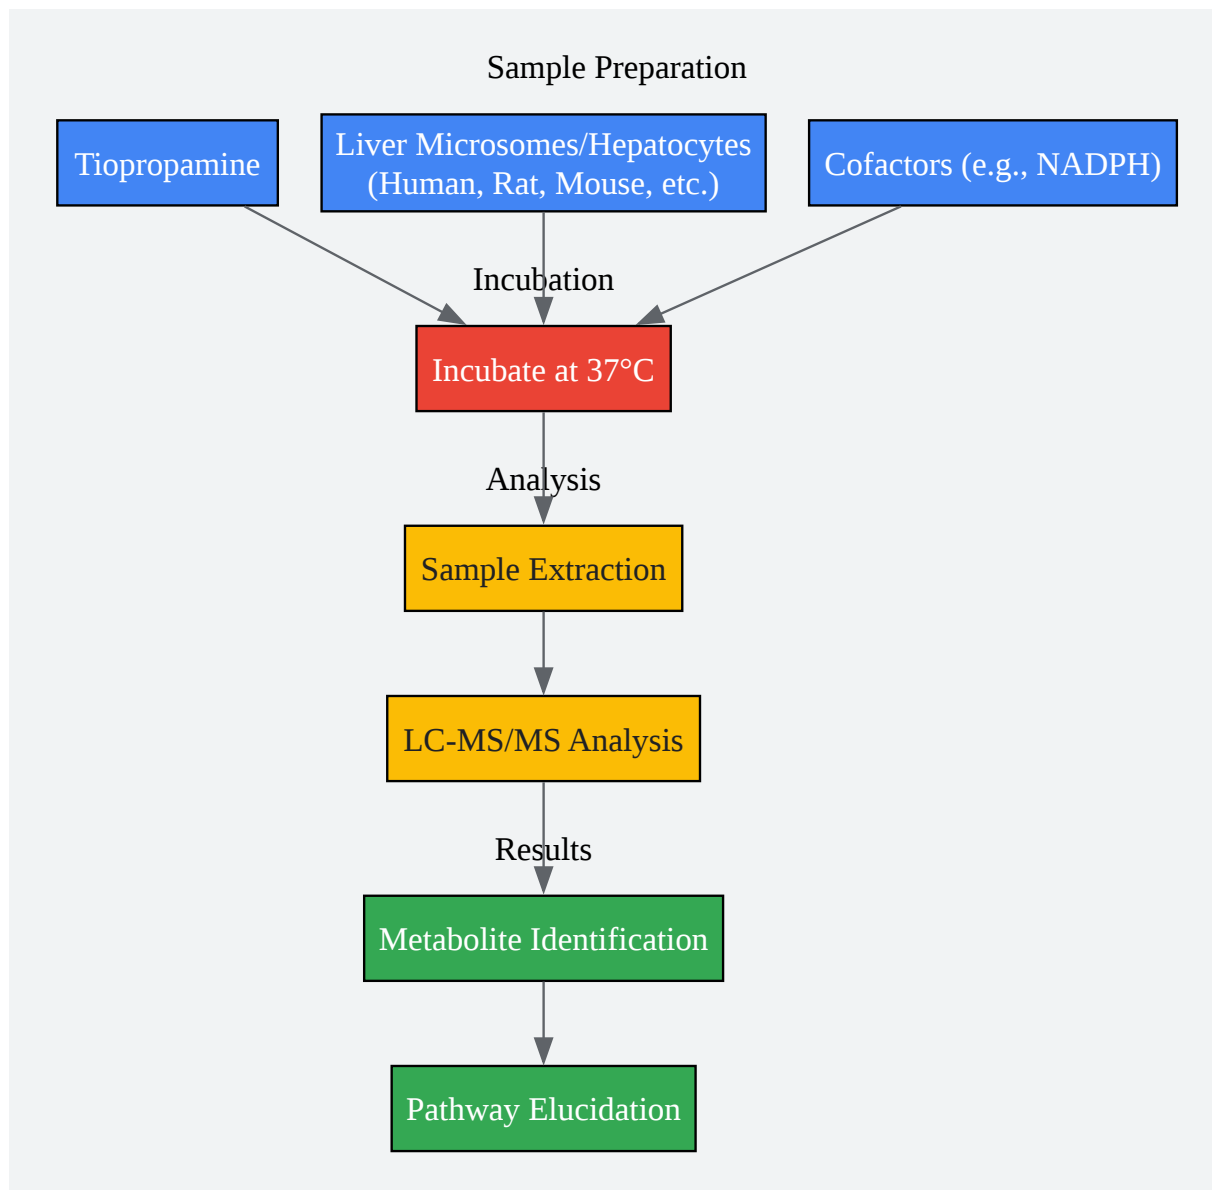 Sample Preparation
Tiopropamine
Liver Microsomes/Hepatocytes
(Human, Rat, Mouse, etc.)
Cofactors (e.g., NADPH)
Incubation
Incubate at 37°C
Analysis
Sample Extraction
LC-MS/MS Analysis
Results
Metabolite Identification
Pathway Elucidation